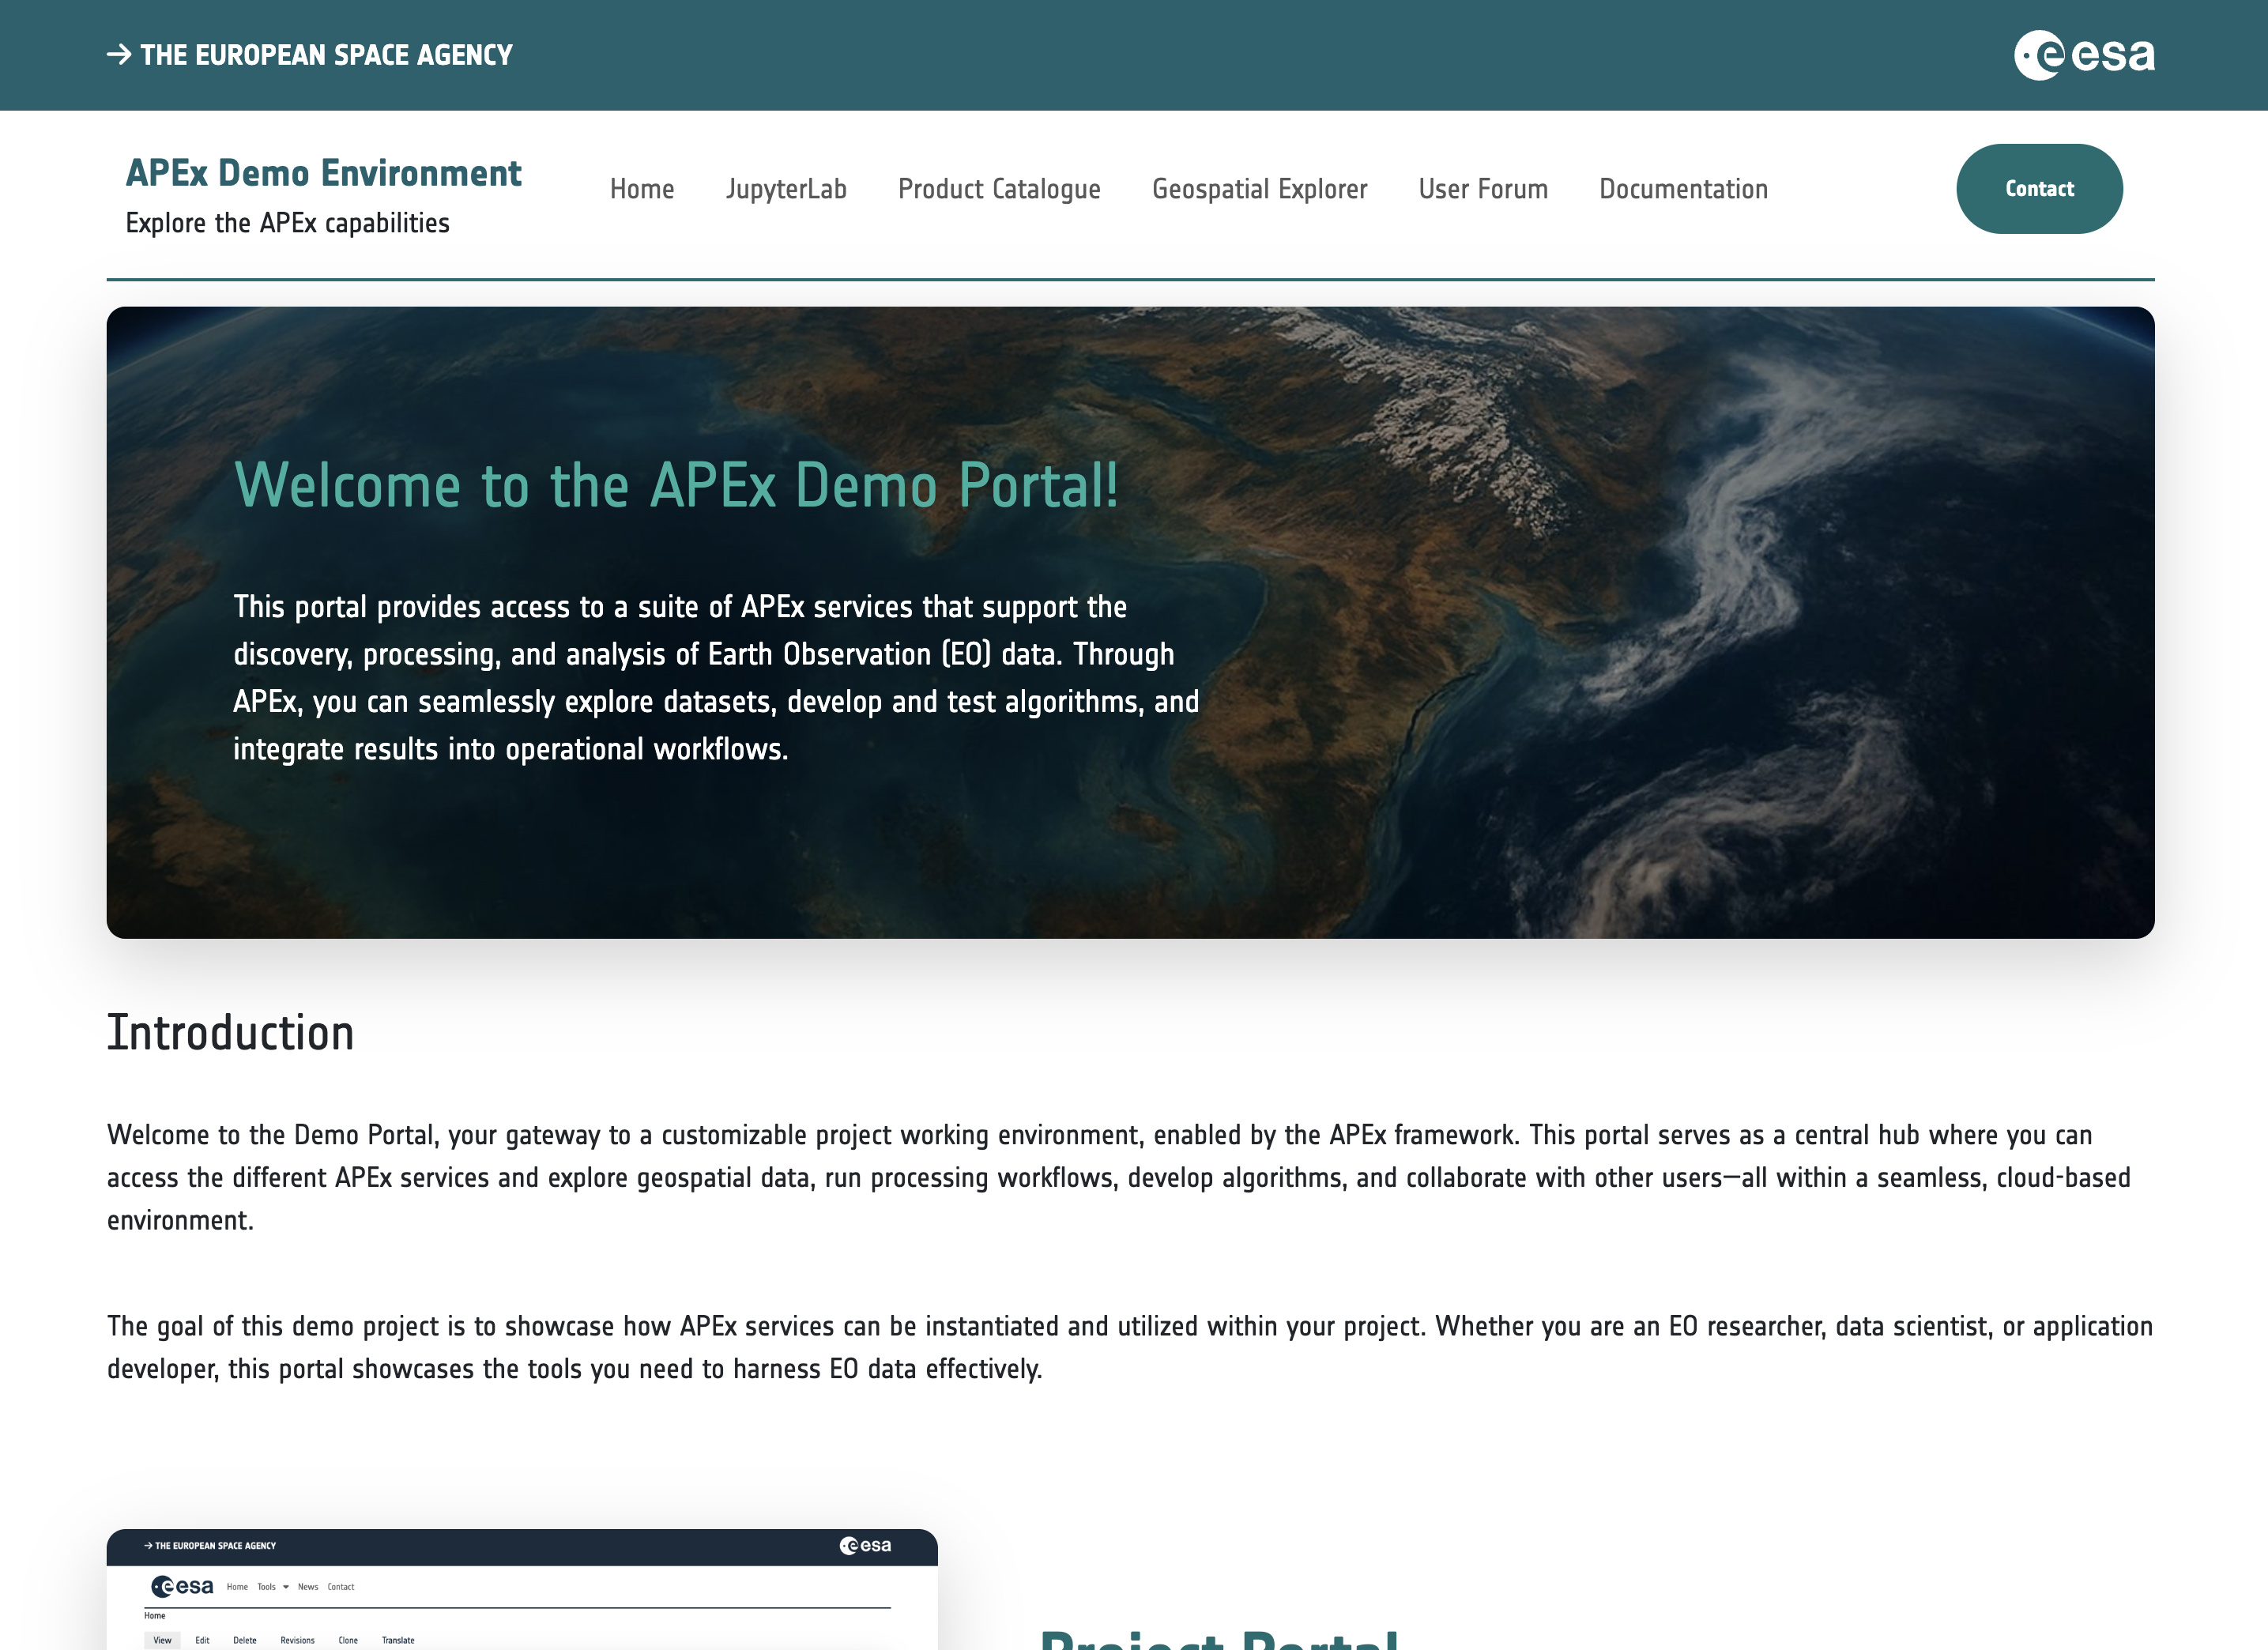 → THE EUROPEAN SPACE AGENCY
esa
APEx Demo Environment
Explore the APEx capabilities
Home JupyterLab Product Catalogue Geospatial Explorer User Forum Documentation
Contact
Welcome to the APEx Demo Portal!
This portal provides access to a suite of APEx services that support the
discovery, processing, and analysis of Earth Observation (EO) data. Through
APEx, you can seamlessly explore datasets, develop and test algorithms, and
integrate results into operational workflows.
Introduction
Welcome to the Demo Portal, your gateway to a customizable project working environment, enabled by the APEx framework. This portal serves as a central hub where you can
access the different APEx services and explore geospatial data, run processing workflows, develop algorithms, and collaborate with other users—all within a seamless, cloud-based
environment.
The goal of this demo project is to showcase how APEx services can be instantiated and utilized within your project. Whether you are an EO researcher, data scientist, or application
developer, this portal showcases the tools you need to harness EO data effectively.
→ THE EUROPEAN SPACE AGENCY
esa
esa
Home Tools News Contact
Home
View Edit Delete Revisions Clone Translate
Project Portal